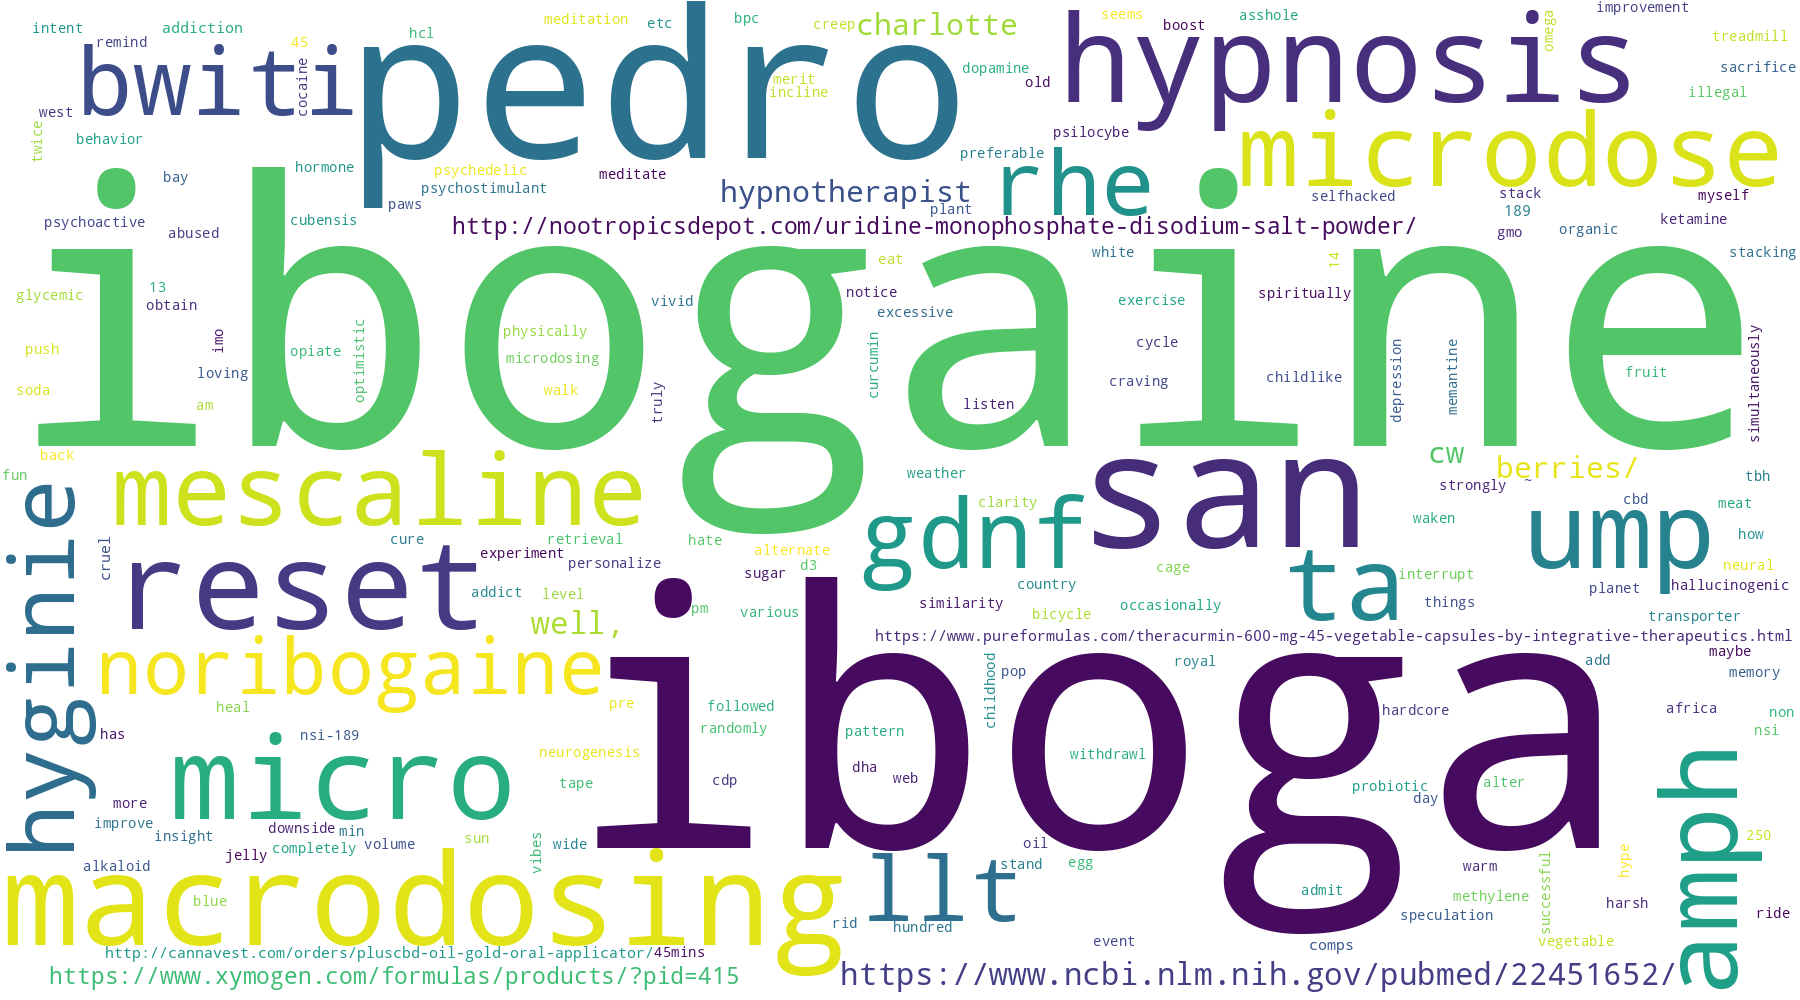 intent
addiction
remind
45
hcl
meditation
etc
bpc
creep
charlotte
seems
boost
asshole
improvement
omega
treadmill
bwiti
pedro
hypnosis
cocaine
west
merit
incline
dopamine
old
sacrifice
illegal
twice
behavior
psilocybe
microdose
hormone
psychedelic
psychostimulant
meditate
preferable
rhe
bay
paws
hypnotherapist
plant
selfhacked
stack
189
myself
ketamine
psychoactive
abused
cubensis
http://nootropicsdepot.com/uridine-monophosphate-disodium-salt-powder/
gmo
organic
white
14
stacking
ibogaine
eat
glycemic
13
obtain
vivid
notice
excessive
exercise
spiritually
imo
optimistic
physically
microdosing
opiate
push
loving
curcumin
cycle
craving
childlike
depression
memantine
fruit
simultaneously
soda
am
walk
truly
listen
back
fun
mescaline
weather
clarity
san
cw
berries/
strongly
~
tbh
hyginie
cruel
reset
cure
experiment
retrieval
personalize
hate
alternate
d3
sugar
gdnf
ump
cbd
meat
waken
how
neural
hallucinogenic
planet
ta
interrupt
things
transporter
cage
country
similarity
bicycle
occasionally
addict
level
well,
pm
various
https://www.pureformulas.com/theracurmin-600-mg-45-vegetable-capsules-by-integrative-therapeutics.html
noribogaine
iboga
childhood
pop
royal
add
maybe
memory
heal
pre
followed
randomly
hardcore
africa
non
nsi
has
nsi-189
micro
neurogenesis
tape
cdp
pattern
dha
web
withdrawl
probiotic
day
alter
amph
more
improve
insight
downside
min
completely
volume
sun
vibes
wide
jelly
alkaloid
oil
stand
egg
warm
successful
hype
250
macrodosing
blue
llt
admit
methylene
speculation
harsh
ride
rid
hundred
event
comps
vegetable
http://cannavest.com/orders/pluscbd-oil-gold-oral-applicator/
45mins
https://www.xymogen.com/formulas/products/?pid=415
https://www.ncbi.nlm.nih.gov/pubmed/22451652/